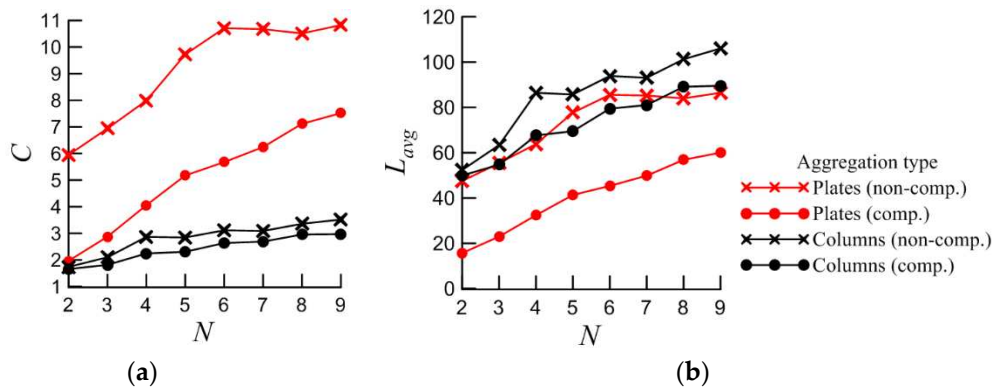 11
10
9
8
7
6
5
4
3
2
1
C
2 3 4 5 6 7 8 9
N
(a)
120
100
80
60
40
20
0
L_avg
2 3 4 5 6 7 8 9
N
(b)
Aggregation type
Plates (non-comp.)
Plates (comp.)
Columns (non-comp.)
Columns (comp.)